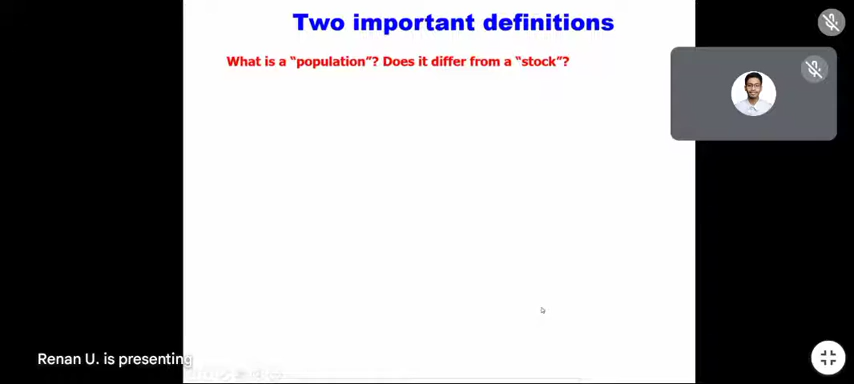 Two important definitions
What is a “population”? Does it differ from a “stock”?
Renan U. is presenting